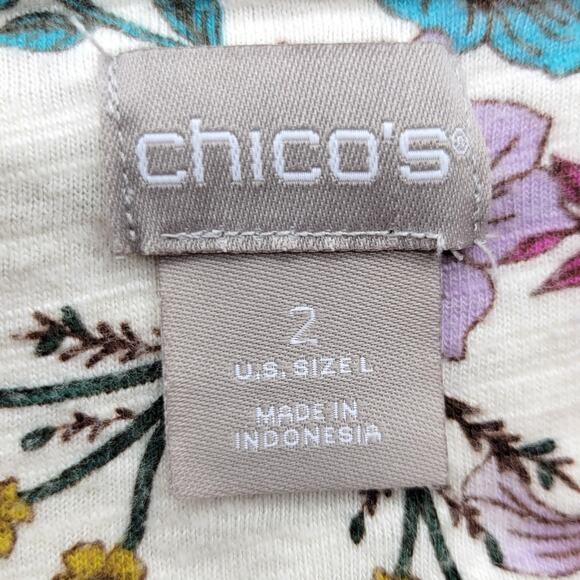 chico's®
2
U.S. SIZE L
MADE IN
INDONESIA